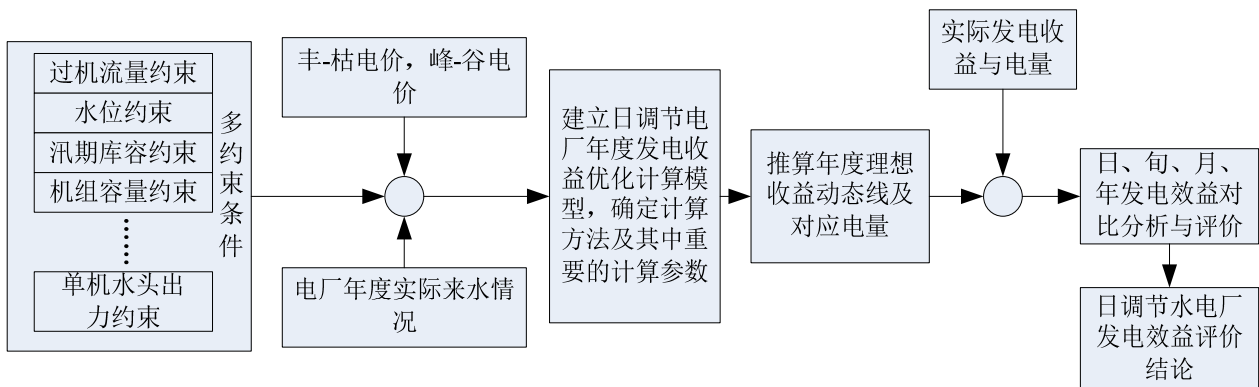 过机流量约束
水位约束
汛期库容约束
机组容量约束
……
单机水头出
力约束
多约束条件
丰-枯电价，峰-谷电
价
电厂年度实际来水情
况
建立日调节电
厂年度发电收
益优化计算模
型，确定计算
方法及其中重
要的计算参数
推算年度理想
收益动态线及
对应电量
实际发电收
益与电量
日、旬、月、
年发电效益对
比分析与评价
日调节水电厂
发电效益评价
结论